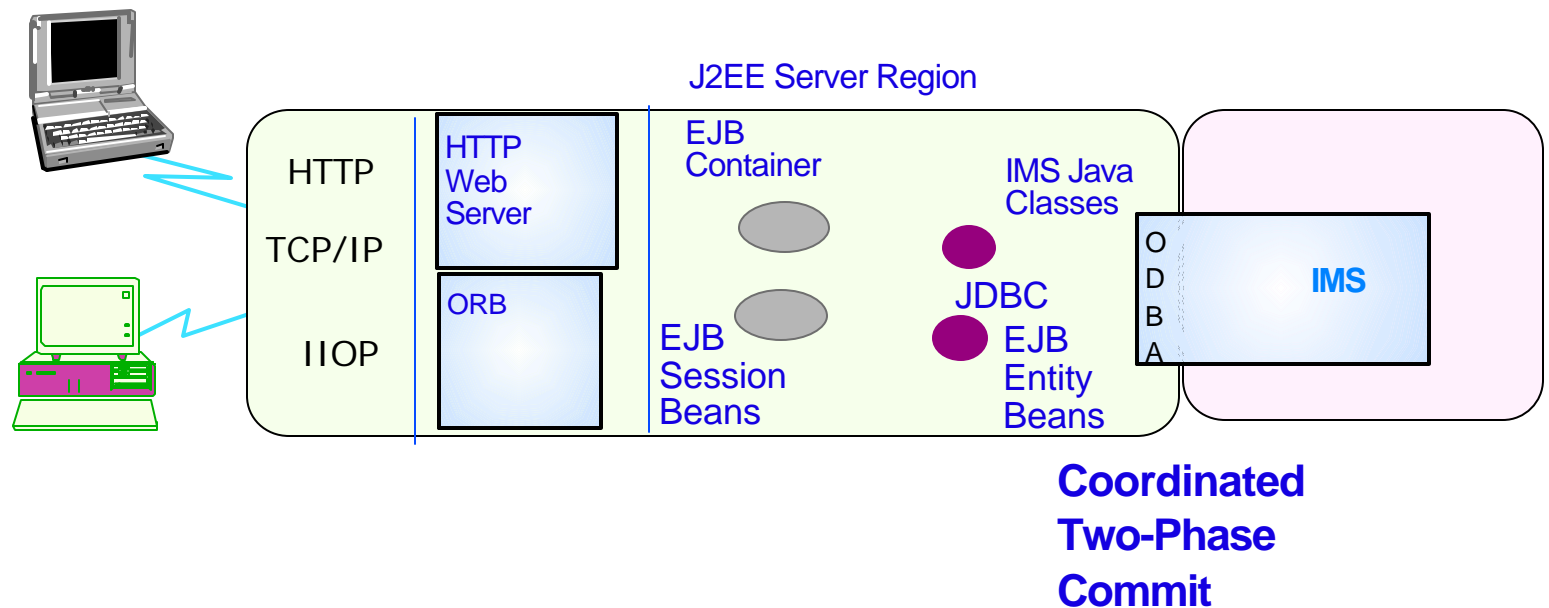 J2EE Server Region
HTTP
TCP/IP
IIOP
HTTP
Web
Server
ORB
EJB
Container
EJB
Session
Beans
IMS Java
Classes
JDBC
EJB
Entity
Beans
O
D
B
A
IMS
Coordinated
Two-Phase
Commit